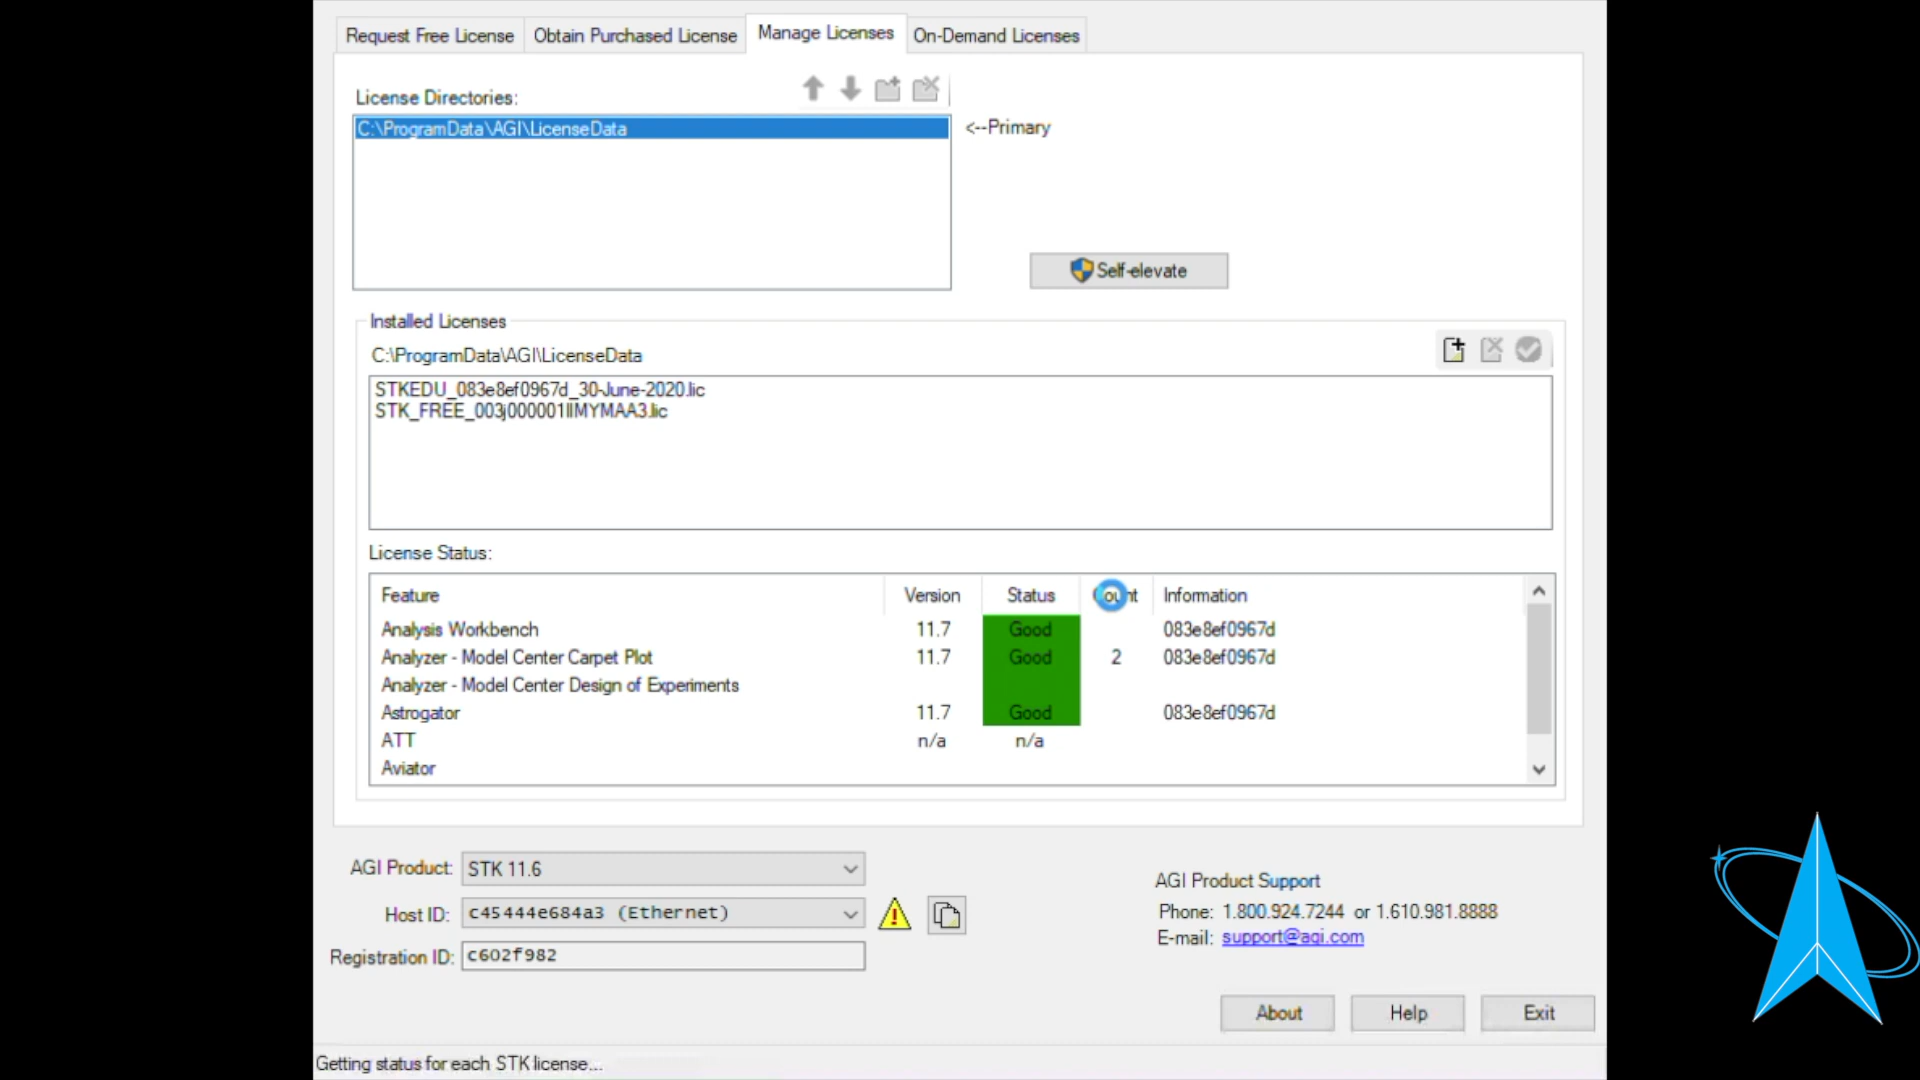 Request Free License Obtain Purchased License Manage Licenses On-Demand Licenses
License Directories:
C:\ProgramData\AGI\LicenseData <--Primary
Self-elevate
Installed Licenses
C:\ProgramData\AGI\LicenseData
STKEDU_083e8ef0967d_30-June-2020.lic
STK_FREE_003j000001IIMYMAA3.lic
License Status:
Feature Version Status Count Information
Analysis Workbench 11.7 Good 083e8ef0967d
Analyzer - Model Center Carpet Plot 11.7 Good 2 083e8ef0967d
Analyzer - Model Center Design of Experiments
Astrogator 11.7 Good 083e8ef0967d
ATT n/a n/a
Aviator
AGI Product: STK 11.6
Host ID: c45444e684a3 (Ethernet)
Registration ID: c602f982
AGI Product Support
Phone: 1.800.924.7244 or 1.610.981.8888
E-mail: support@agi.com
About Help Exit
Getting status for each STK license...